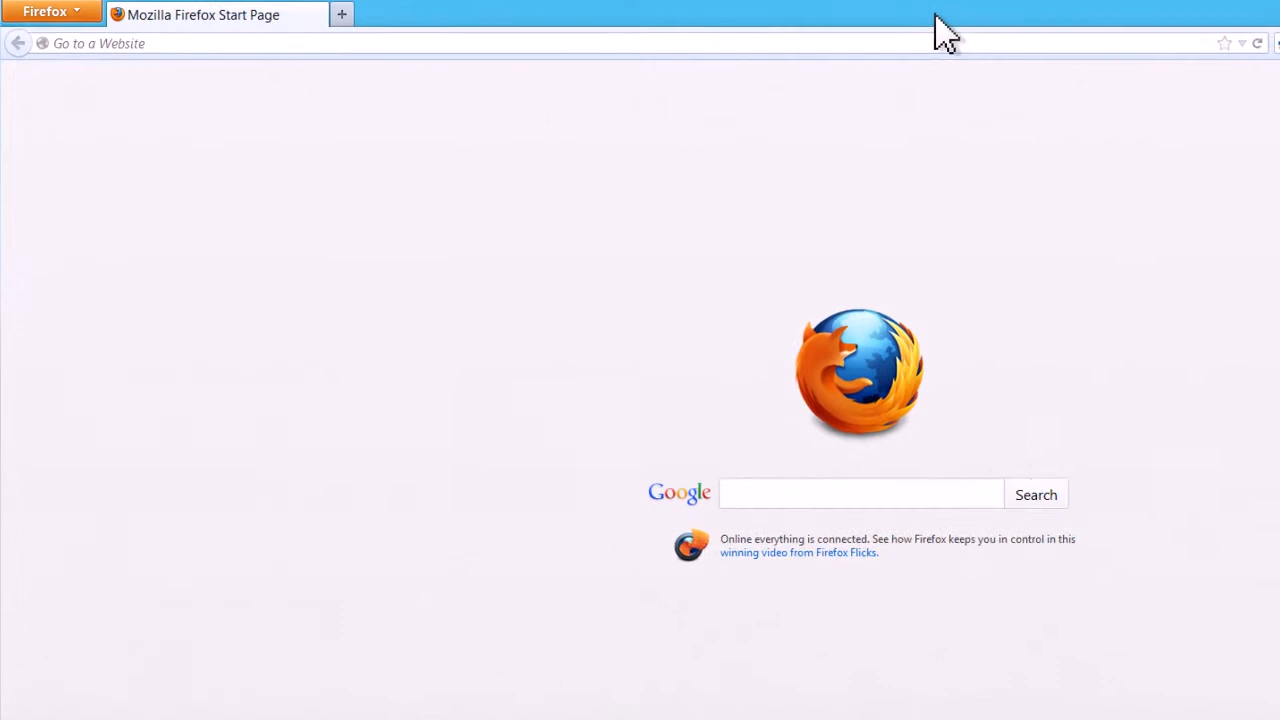 Firefox
Mozilla Firefox Start Page
Go to a Website
Google
Search
Online everything is connected. See how Firefox keeps you in control in this
winning video from Firefox Flicks.